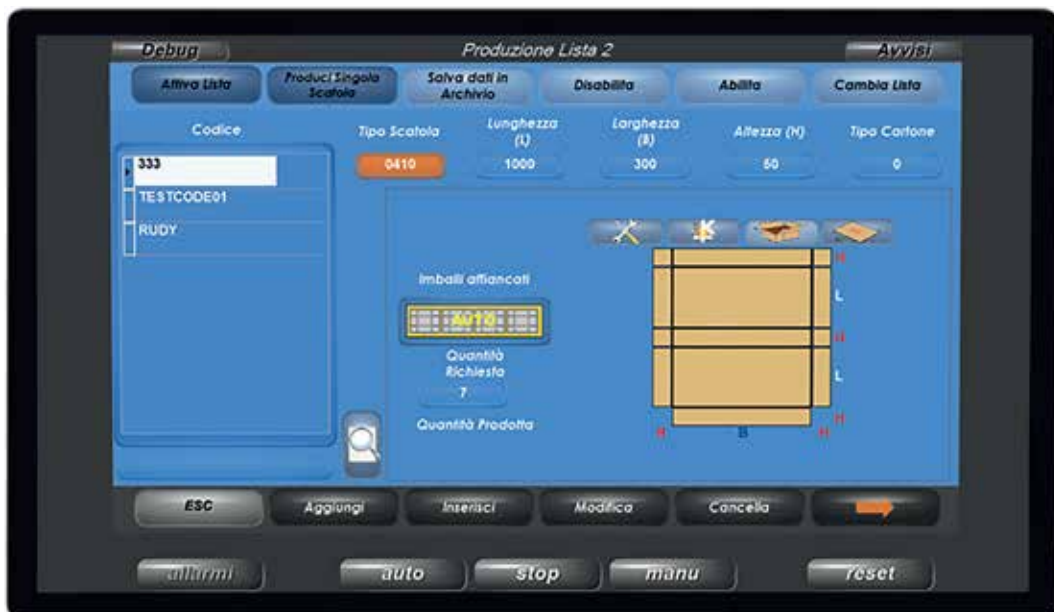 Debug
Produzione Lista 2
Avvisi
Attiva Lista
Produci Singola
Scatola
Salva dati in
Archivio
Disabilita
Abilita
Cambia Lista
Codice
Tipo Scatola
Lunghezza
(L)
Larghezza
(B)
Altezza (H)
Tipo Cartone
0410
1000
300
50
0
333
TESTCODE01
RUDY
Imballi affiancati
AUTO
Quantità
Richiesta
7
Quantità Prodotta
H
L
H
L
H
H
B
H
ESC
Aggiungi
Inserisci
Modifica
Cancella
allarmi
auto
stop
manu
reset